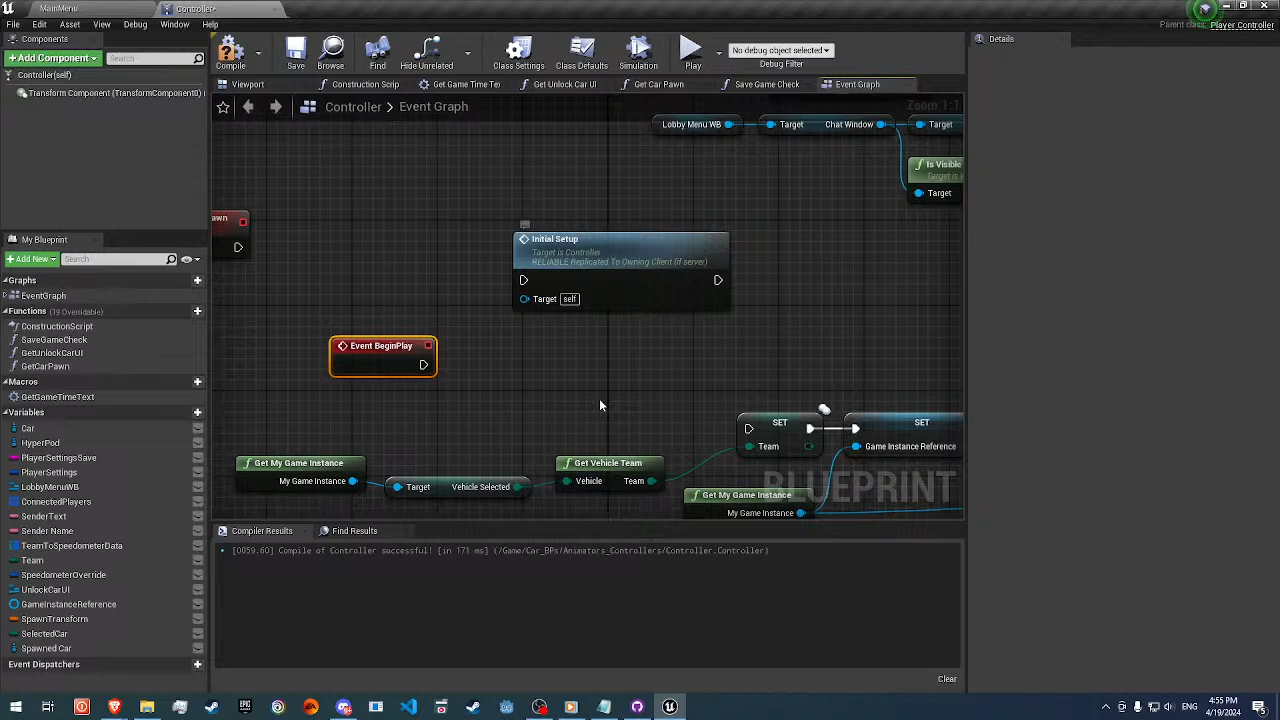 MainMenu
Controller*
File Edit Asset View Debug Window Help
Parent class: Player Controller
Components
+ Add Component
Search
Controller(self)
Transform Component (TransformComponent0) (
My Blueprint
+ Add New
Search
Graphs
EventGraph
Functions (19 Overridable)
ConstructionScript
SaveGameCheck
GetUnlockCarUI
GetCarPawn
Macros
GetGameTimeText
Variables
Car
HyperPod
PlayerInfoSave
PlayerSettings
LobbyMenuWB
ConnectedPlayers
SenderText
SenderName
TeamToSpeedometerData
Team
SpeedometerOverride
UnlockCarUI
GameInstanceReference
SpawnTransform
SelectedCar
Spawned Car
Event Dispatchers
Compile
Save
Browse
Find
Hide Unrelated
Class Settings
Class Defaults
Simulation
Play
No debug object selected
Debug Filter
Viewport
Construction Scrip
Get Game Time Te
Get Unlock Car UI
Get Car Pawn
Save Game Check
Event Graph
Controller > Event Graph
Zoom 1:1
Lobby Menu WB
Target Chat Window
Target
Is Visible
Target is
Target
awn
Initial Setup
Target is Controller
RELIABLE Replicated To Owning Client (if server)
Target self
Event BeginPlay
SET
Team
SET
Game Instance Reference
Get My Game Instance
My Game Instance
Target Vehicle Selected
Get Vehicle Team
Vehicle
Get My Game Instance
My Game Instance
BLUEPRINT
Compiler Results
Find Results
[0059.60] Compile of Controller successful! [in 171 ms] (/Game/Car_BPs/Animators_Controllers/Controller.Controller)
Clear
Details
4:55 PM
4/19/2024